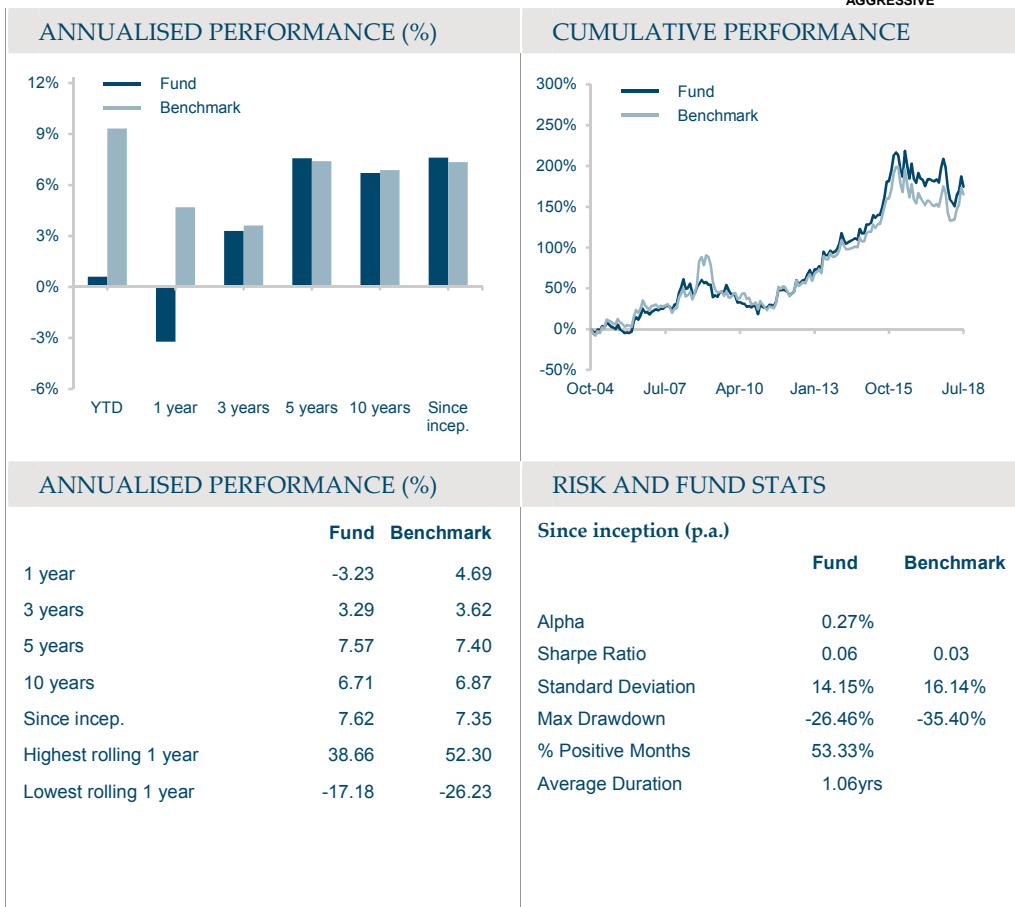 AGGRESSIVE
ANNUALISED PERFORMANCE (%)
12%
9%
6%
3%
0%
-3%
-6%
Fund
Benchmark
YTD 1 year 3 years 5 years 10 years Since
incep.
CUMULATIVE PERFORMANCE
300%
250%
200%
150%
100%
50%
0%
-50%
Fund
Benchmark
Oct-04 Jul-07 Apr-10 Jan-13 Oct-15 Jul-18
ANNUALISED PERFORMANCE (%)
Fund Benchmark
1 year -3.23 4.69
3 years 3.29 3.62
5 years 7.57 7.40
10 years 6.71 6.87
Since incep. 7.62 7.35
Highest rolling 1 year 38.66 52.30
Lowest rolling 1 year -17.18 -26.23
RISK AND FUND STATS
Since inception (p.a.)
Fund Benchmark
Alpha 0.27%
Sharpe Ratio 0.06 0.03
Standard Deviation 14.15% 16.14%
Max Drawdown -26.46% -35.40%
% Positive Months 53.33%
Average Duration 1.06yrs